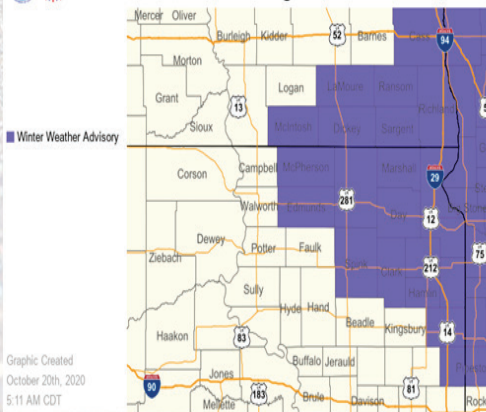 Mercer Oliver
Burleigh Kidder 52 Barnes Cass 94
Morton
Logan LaMoure Ransom
Grant 13 Richland
Winter Weather Advisory
Sioux McIntosh Dickey Sargent
Corson Campbell McPherson Marshall
29
Walworth Edmunds 281 Day
12
Dewey Potter Faulk
Ziebach Spink Clark 212 75
Sully Hamlin
Hyde Hand
Haakon 83 Beadle Kingsbury 14
Graphic Created
October 20th, 2020
5:11 AM CDT
Buffalo Jerauld
90 Jones 183 81
Mellette Brule Davison Rock